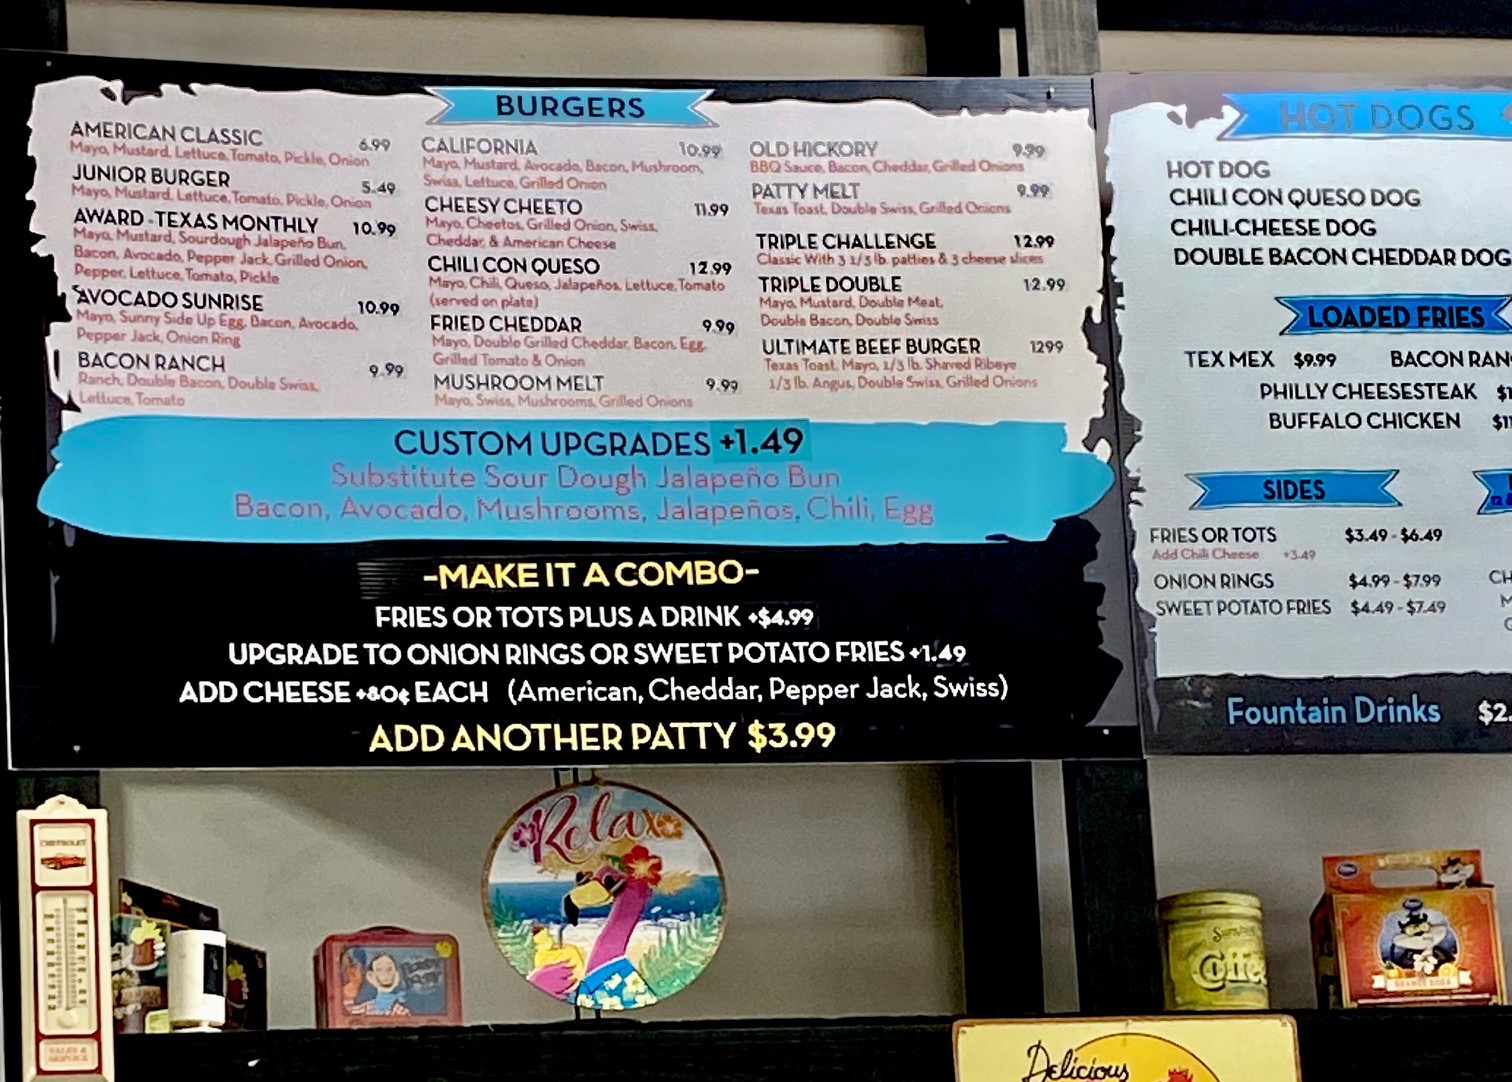 BURGERS
AMERICAN CLASSIC 6.99
Mayo, Mustard, Lettuce, Tomato, Pickle, Onion
JUNIOR BURGER 5.49
Mayo, Mustard, Lettuce, Tomato, Pickle, Onion
AWARD - TEXAS MONTHLY 10.99
Mayo, Mustard, Sourdough Jalapeño Bun,
Bacon, Avocado, Pepper Jack, Grilled Onion,
Pepper, Lettuce, Tomato, Pickle
AVOCADO SUNRISE 10.99
Mayo, Sunny Side Up Egg, Bacon, Avocado,
Pepper Jack, Onion Ring
BACON RANCH 9.99
Ranch, Double Bacon, Double Swiss,
Lettuce, Tomato
CALIFORNIA 10.99
Mayo, Mustard, Avocado, Bacon, Mushroom,
Swiss, Lettuce, Grilled Onion
CHEESY CHEETO 11.99
Mayo, Cheetos, Grilled Onion, Swiss,
Cheddar, & American Cheese
CHILI CON QUESO 12.99
Mayo, Chili, Queso, Jalapeños, Lettuce, Tomato
(served on plate)
FRIED CHEDDAR 9.99
Mayo, Double Grilled Cheddar, Bacon, Egg,
Grilled Tomato & Onion
MUSHROOM MELT 9.99
Mayo, Swiss, Mushrooms, Grilled Onions
OLD HICKORY 9.99
BBQ Sauce, Bacon, Cheddar, Grilled Onions
PATTY MELT 9.99
Texas Toast, Double Swiss, Grilled Onions
TRIPLE CHALLENGE 12.99
Classic With 3 1/3 lb. patties & 3 cheese slices
TRIPLE DOUBLE 12.99
Mayo, Mustard, Double Meat,
Double Bacon, Double Swiss
ULTIMATE BEEF BURGER 1299
Texas Toast, Mayo, 1/3 lb. Shaved Ribeye
1/3 lb. Angus, Double Swiss, Grilled Onions
CUSTOM UPGRADES +1.49
Substitute Sour Dough Jalapeño Bun
Bacon, Avocado, Mushrooms, Jalapeños, Chili, Egg
-MAKE IT A COMBO-
FRIES OR TOTS PLUS A DRINK +$4.99
UPGRADE TO ONION RINGS OR SWEET POTATO FRIES +1.49
ADD CHEESE +80¢ EACH (American, Cheddar, Pepper Jack, Swiss)
ADD ANOTHER PATTY $3.99
HOT DOGS
HOT DOG
CHILI CON QUESO DOG
CHILI-CHEESE DOG
DOUBLE BACON CHEDDAR DOG
LOADED FRIES
TEX MEX $9.99 BACON RAN
PHILLY CHEESESTEAK $1
BUFFALO CHICKEN $11
SIDES
FRIES OR TOTS $3.49 - $6.49
Add Chili Cheese +3.49
ONION RINGS $4.99 - $7.99
SWEET POTATO FRIES $4.49 - $7.49
CH
Fountain Drinks $2.
Relax
CHEVROLET
SALES &
SERVICE
Delicious